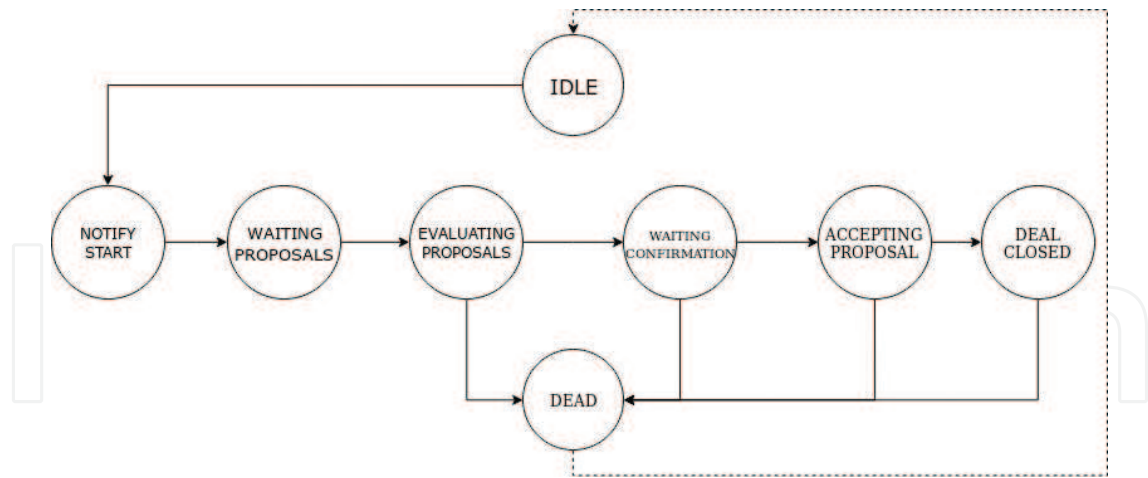 IDLE
NOTIFY
START
WAITING
PROPOSALS
EVALUATING
PROPOSALS
WAITING
CONFIRMATION
ACCEPTING
PROPOSAL
DEAL
CLOSED
DEAD